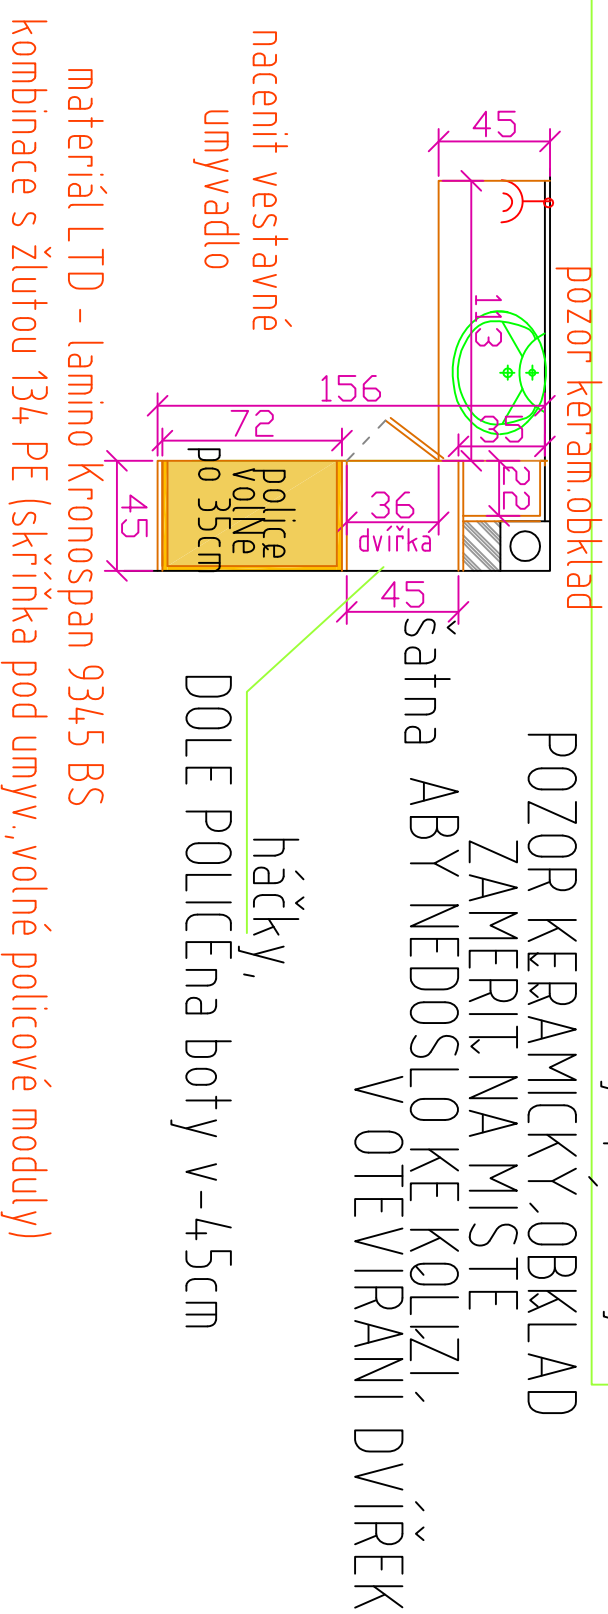 45
pozor keram.obklad
113
156
35
72
22
36
dvířka
45
45
police
volné
po 35cm
nacenit vestavné
umyvadlo
materiál LTD - lamino Kronospan 9345 BS
kombinace s žlutou 134 PE (skříňka pod umyv.,volné policové moduly)
POZOR KERAMICKÝ OBKLAD
ZAMĚŘIT NA MÍSTĚ
šatna ABY NEDOŠLO KE KOLIZI
V OTEVÍRÁNÍ DVÍŘEK
háčky,
DOLE POLICEna boty v-45cm